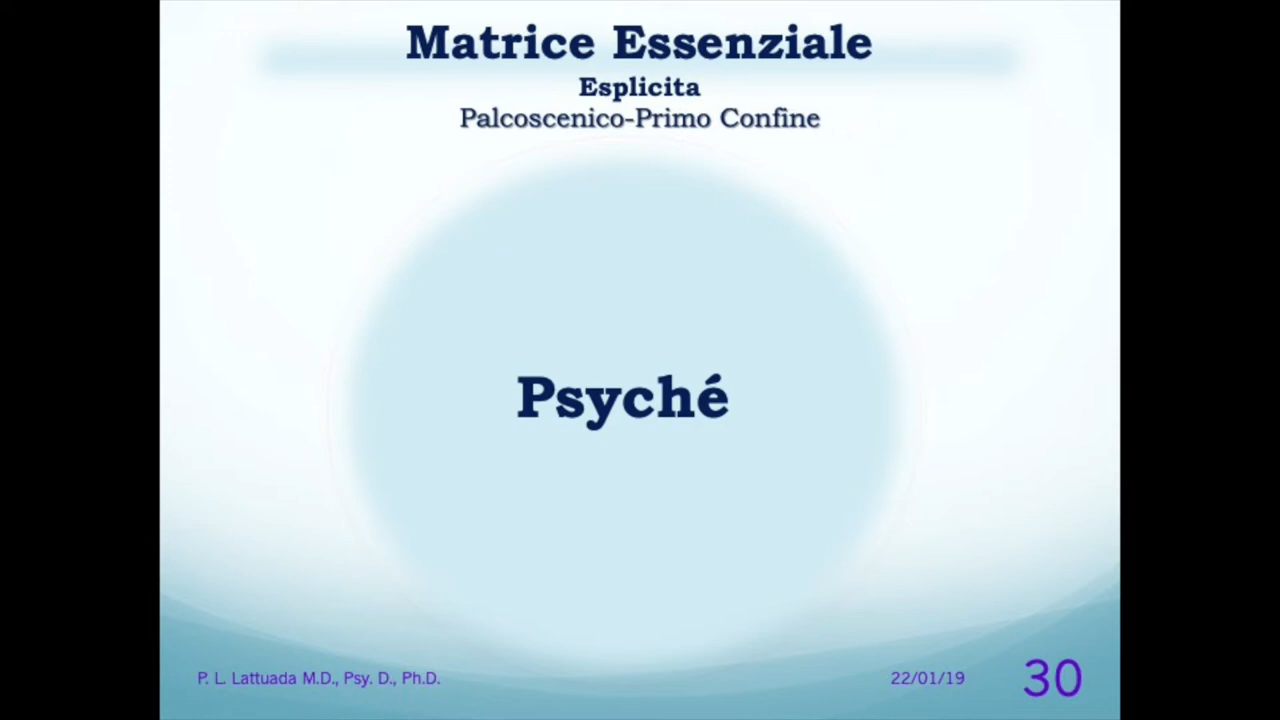 Matrice Essenziale
Esplicita
Palcoscenico-Primo Confine
Psyché
P. L. Lattuada M.D., Psy. D., Ph.D.
22/01/19
30